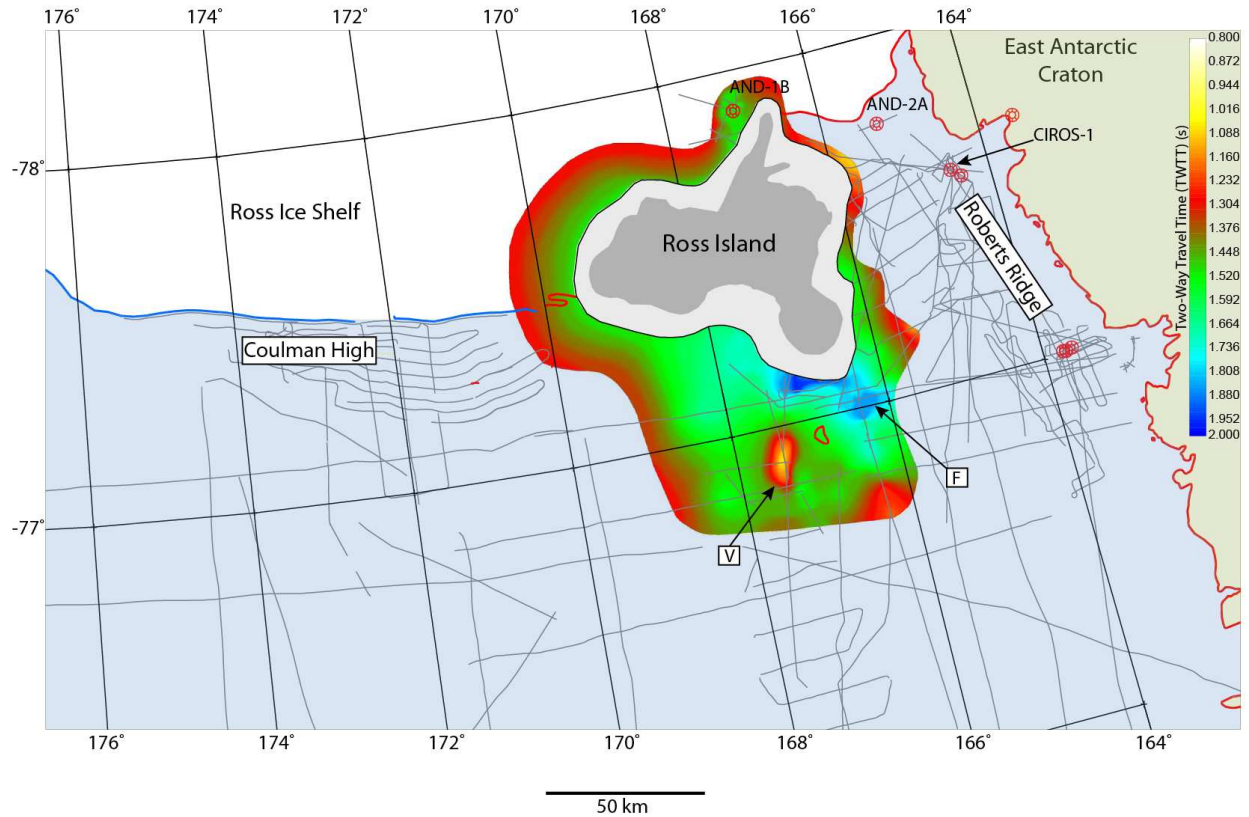 176˚ 174˚ 172˚ 170˚ 168˚ 166˚ 164˚
East Antarctic
Craton
AND-1B
AND-2A
CIROS-1
-78
Ross Ice Shelf
Ross Island
Roberts Ridge
Coulman High
F
-77
V
Two-Way Travel Time (TWTT) (s)
0.800
0.872
0.944
1.016
1.088
1.160
1.232
1.304
1.376
1.448
1.520
1.592
1.664
1.736
1.808
1.880
1.952
2.000
176˚ 174˚ 172˚ 170˚ 168˚ 166˚ 164˚
50 km